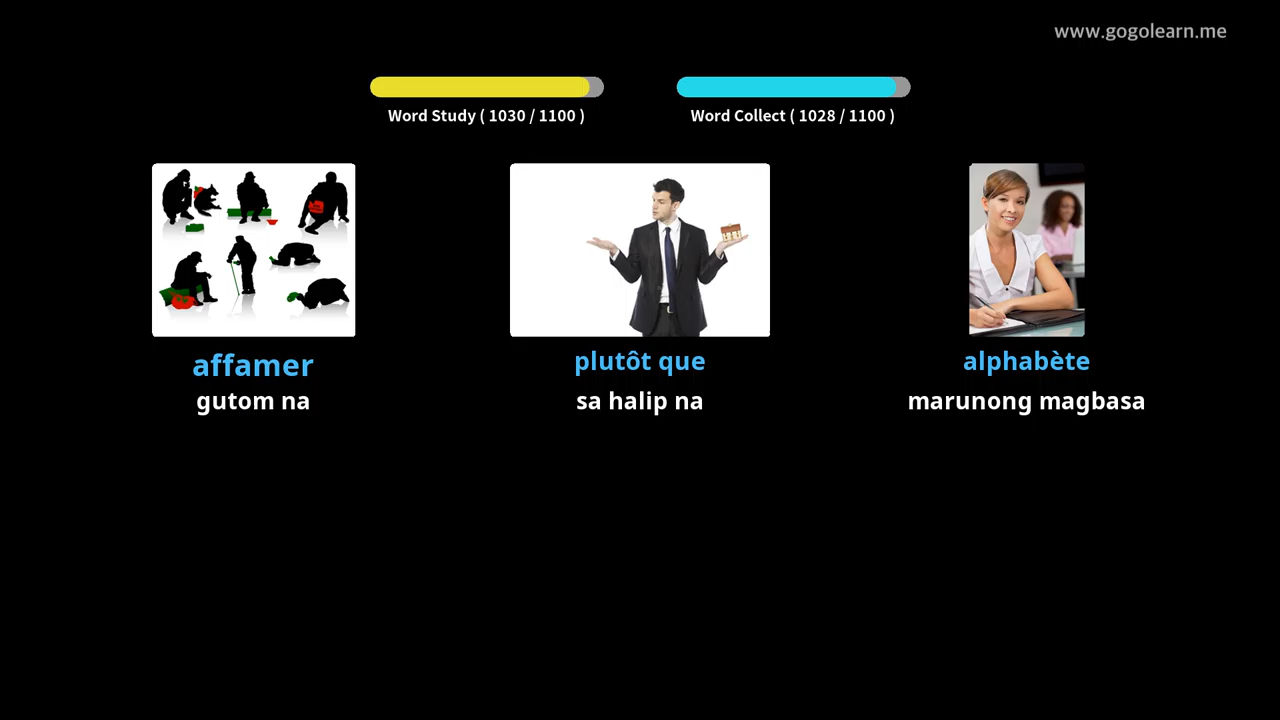 www.gogolearn.me
Word Study ( 1030 / 1100 )
Word Collect ( 1028 / 1100 )
affamer
gutom na
plutôt que
sa halip na
alphabète
marunong magbasa